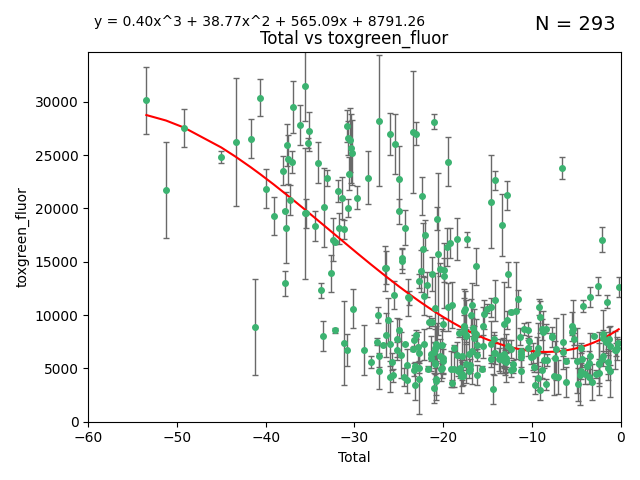 y = 0.40x^3 + 38.77x^2 + 565.09x + 8791.26
N = 293
Total vs toxgreen_fluor
toxgreen_fluor
30000
25000
20000
15000
10000
5000
0
−60 −50 −40 −30 −20 −10 0
Total